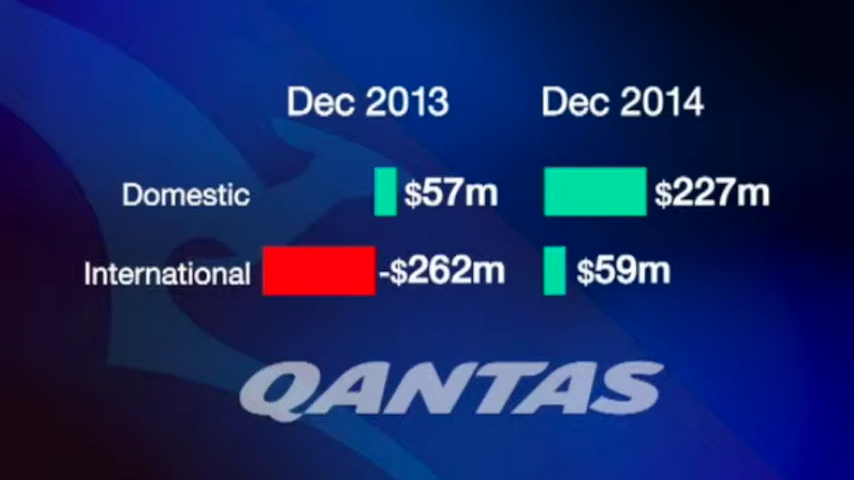 Dec 2013 Dec 2014
Domestic $57m $227m
International -$262m $59m
QANTAS